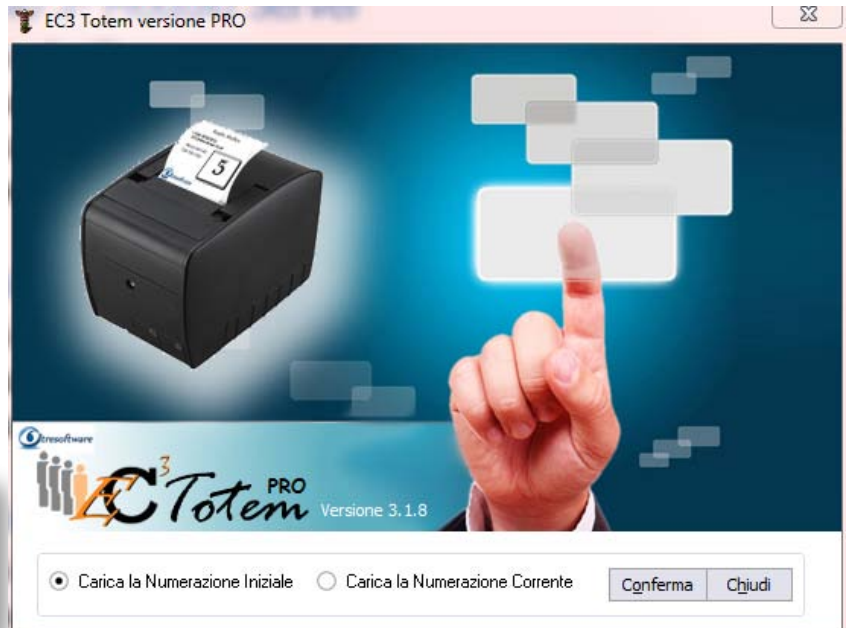 EC3 Totem versione PRO
5
Oltresoftware
EC3 Totem PRO
Versione 3.1.8
Carica la Numerazione Iniziale
Carica la Numerazione Corrente
Conferma
Chiudi